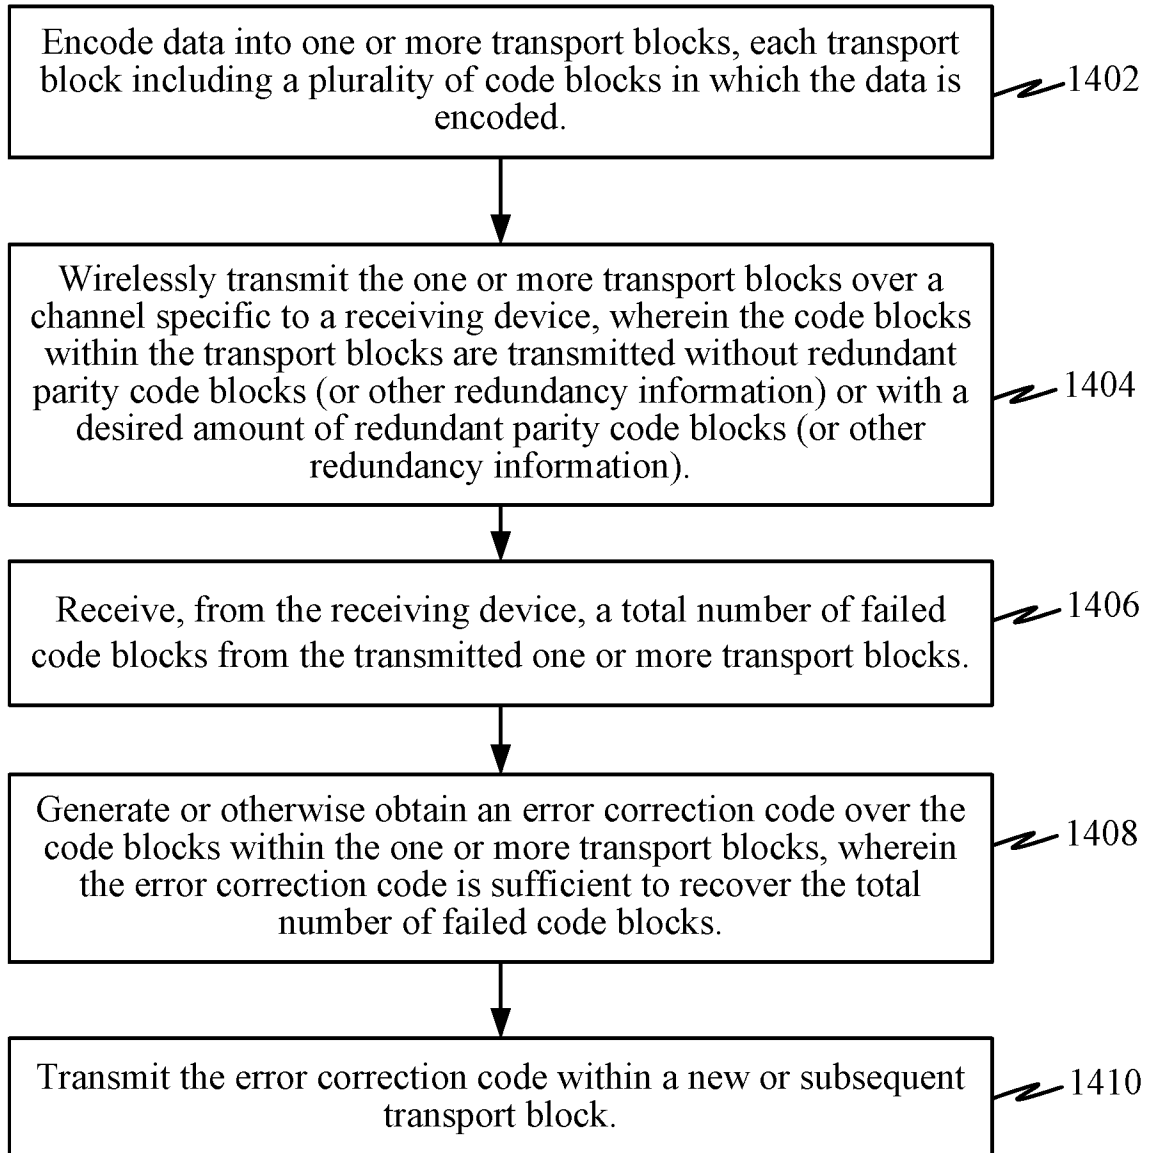 Encode data into one or more transport blocks, each transport
block including a plurality of code blocks in which the data is
encoded.
1402
Wirelessly transmit the one or more transport blocks over a
channel specific to a receiving device, wherein the code blocks
within the transport blocks are transmitted without redundant
parity code blocks (or other redundancy information) or with a
desired amount of redundant parity code blocks (or other
redundancy information).
1404
Receive, from the receiving device, a total number of failed
code blocks from the transmitted one or more transport blocks.
1406
Generate or otherwise obtain an error correction code over the
code blocks within the one or more transport blocks, wherein
the error correction code is sufficient to recover the total
number of failed code blocks.
1408
Transmit the error correction code within a new or subsequent
transport block.
1410